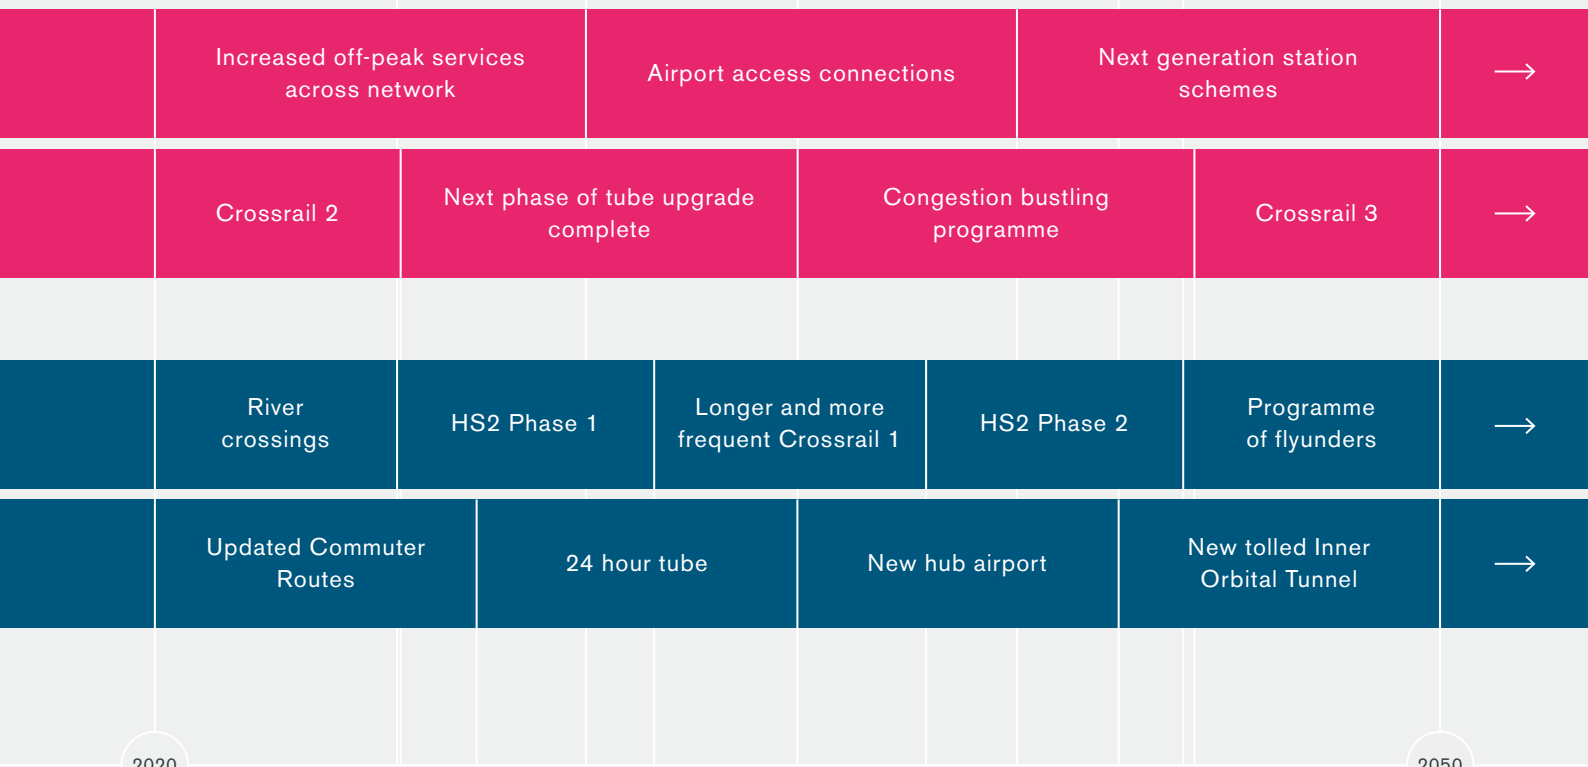 Increased off-peak services
across network
Airport access connections
Next generation station
schemes
Crossrail 2
Next phase of tube upgrade
complete
Congestion bustling
programme
Crossrail 3
River
crossings
HS2 Phase 1
Longer and more
frequent Crossrail 1
HS2 Phase 2
Programme
of flyunders
Updated Commuter
Routes
24 hour tube
New hub airport
New tolled Inner
Orbital Tunnel
2020
2050